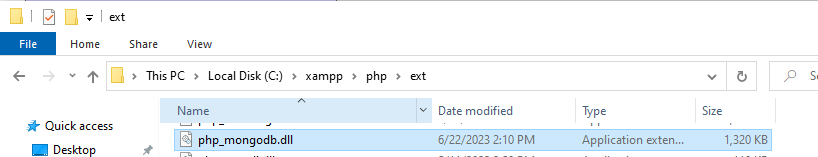 ext
File Home Share View
This PC Local Disk (C:) xampp php ext Sea
Name Date modified Type Size
Quick access
php_mongodb.dll 6/22/2023 2:10 PM Application exten... 1,320 KB
Desktop